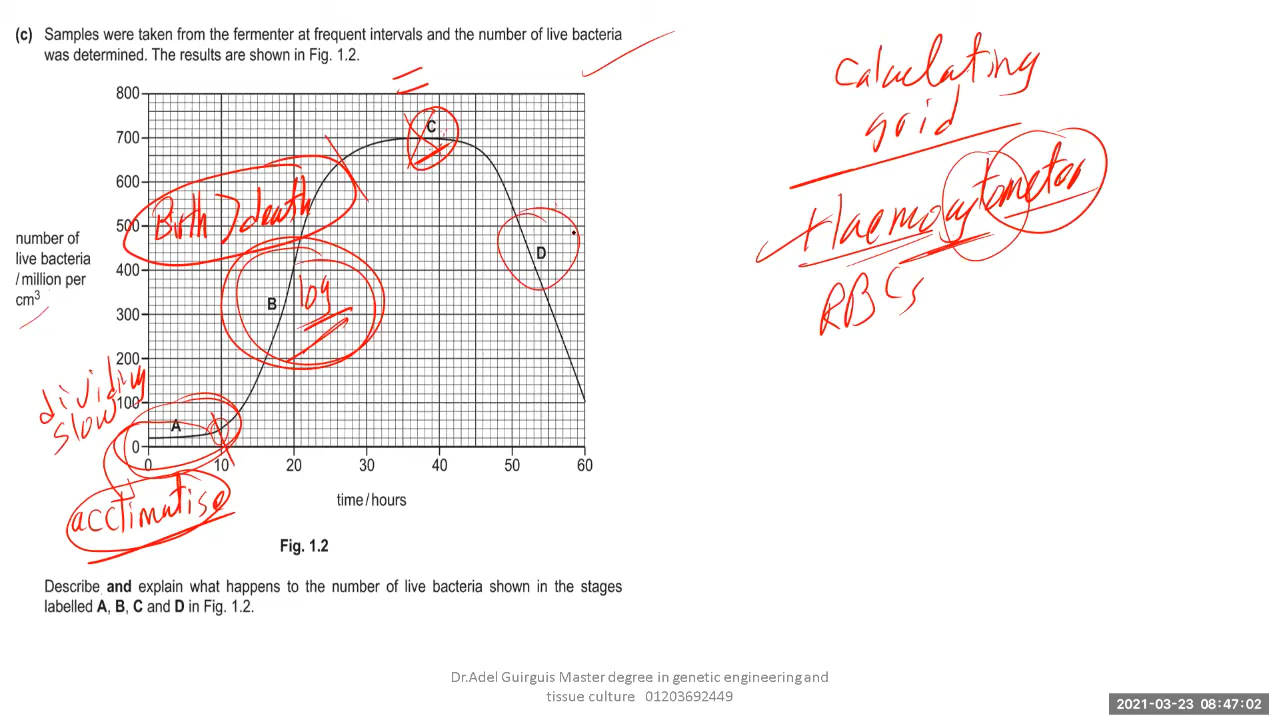 (c) Samples were taken from the fermenter at frequent intervals and the number of live bacteria
was determined. The results are shown in Fig. 1.2.
800
700
600
500
400
300
200
100
0
number of
live bacteria
/ million per
cm³
0 10 20 30 40 50 60
time / hours
A
B
C
D
Birth > death
log
dividing
slow
acclimatise
=
Fig. 1.2
Describe and explain what happens to the number of live bacteria shown in the stages
labelled A, B, C and D in Fig. 1.2.
Calculating
grid
Haemocytometer
RBCs
Dr.Adel Guirguis Master degree in genetic engineering and
tissue culture 01203692449
2021-03-23 08:47:02